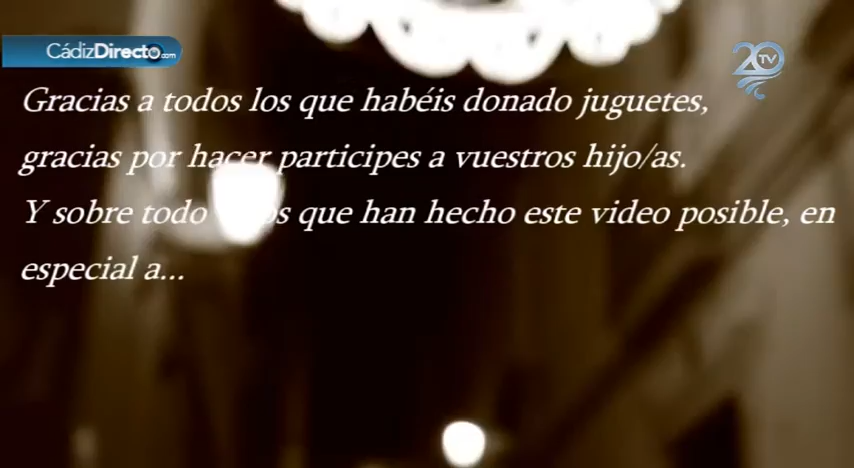 CádizDirecto.com
20 TV
Gracias a todos los que habéis donado juguetes,
gracias por hacer participes a vuestros hijo/as.
Y sobre todo que han hecho este video posible, en
especial a...